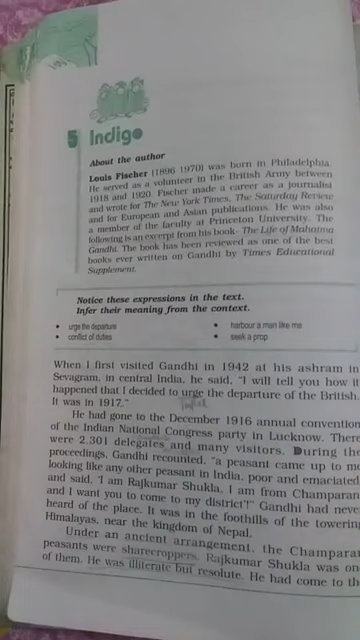 5 Indigo
About the author
Louis Fischer (1896 1970) was born in Philadelphia.
He served as a volunteer in the British Army between
1918 and 1920. Fischer made a career as a journalist
and wrote for The New York Times, The Saturday Review
and for European and Asian publications. He was also
a member of the faculty at Princeton University. The
following is an excerpt from his book- The Life of Mahatma
Gandhi. The book has been reviewed as one of the best
books ever written on Gandhi by Times Educational
Supplement.
Notice these expressions in the text.
Infer their meaning from the context.
• urge the departure
• harbour a man like me
• conflict of duties
• seek a prop
When I first visited Gandhi in 1942 at his ashram in
Sevagram, in central India, he said, "I will tell you how it
happened that I decided to urge the departure of the British.
It was in 1917."
He had gone to the December 1916 annual convention
of the Indian National Congress party in Lucknow. There
were 2,301 delegates and many visitors. During the
proceedings, Gandhi recounted, "a peasant came up to me
looking like any other peasant in India, poor and emaciated
and said, 'I am Rajkumar Shukla. I am from Champaran
and I want you to come to my district'!" Gandhi had never
heard of the place. It was in the foothills of the towering
Himalayas, near the kingdom of Nepal.
Under an ancient arrangement, the Champaran
peasants were sharecroppers. Rajkumar Shukla was one
of them. He was illiterate but resolute. He had come to the